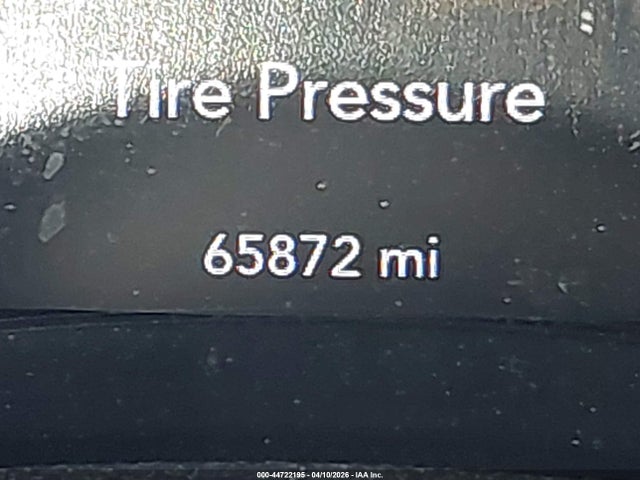 Tire Pressure
65872 mi
000-44722195 - 04/10/2026 - IAA Inc.